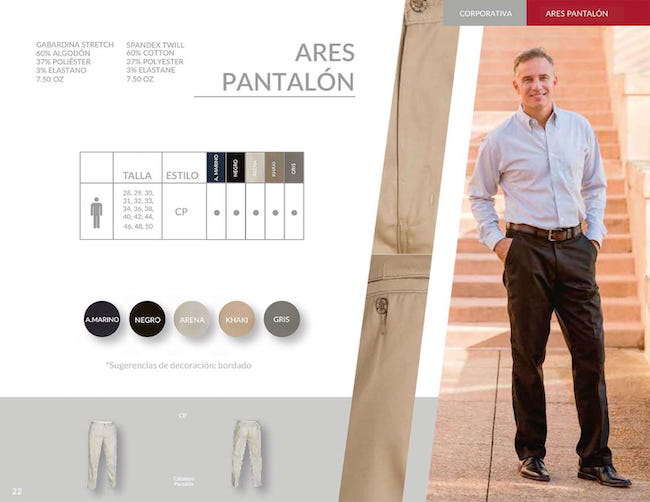 CORPORATIVA
ARES PANTALÓN
GABARDINA STRETCH
60% ALGODÓN
37% POLIÉSTER
3% ELASTANO
7.50 OZ
SPANDEX TWILL
60% COTTON
37% POLYESTER
3% ELASTANE
7.50 OZ
ARES
PANTALÓN
TALLA
ESTILO
A. MARINO
NEGRO
ARENA
KHAKI
GRIS
28, 29, 30,
31, 32, 33,
34, 36, 38,
40, 42, 44,
46, 48, 50
CP
A.MARINO
NEGRO
ARENA
KHAKI
GRIS
*Sugerencias de decoración: bordado
CP
Caballero
Pantalón
22